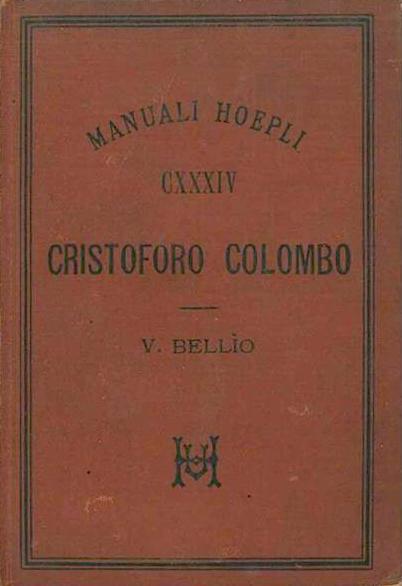 MANUALI HOEPLI
CXXXIV
CRISTOFORO COLOMBO
V. BELLÌO